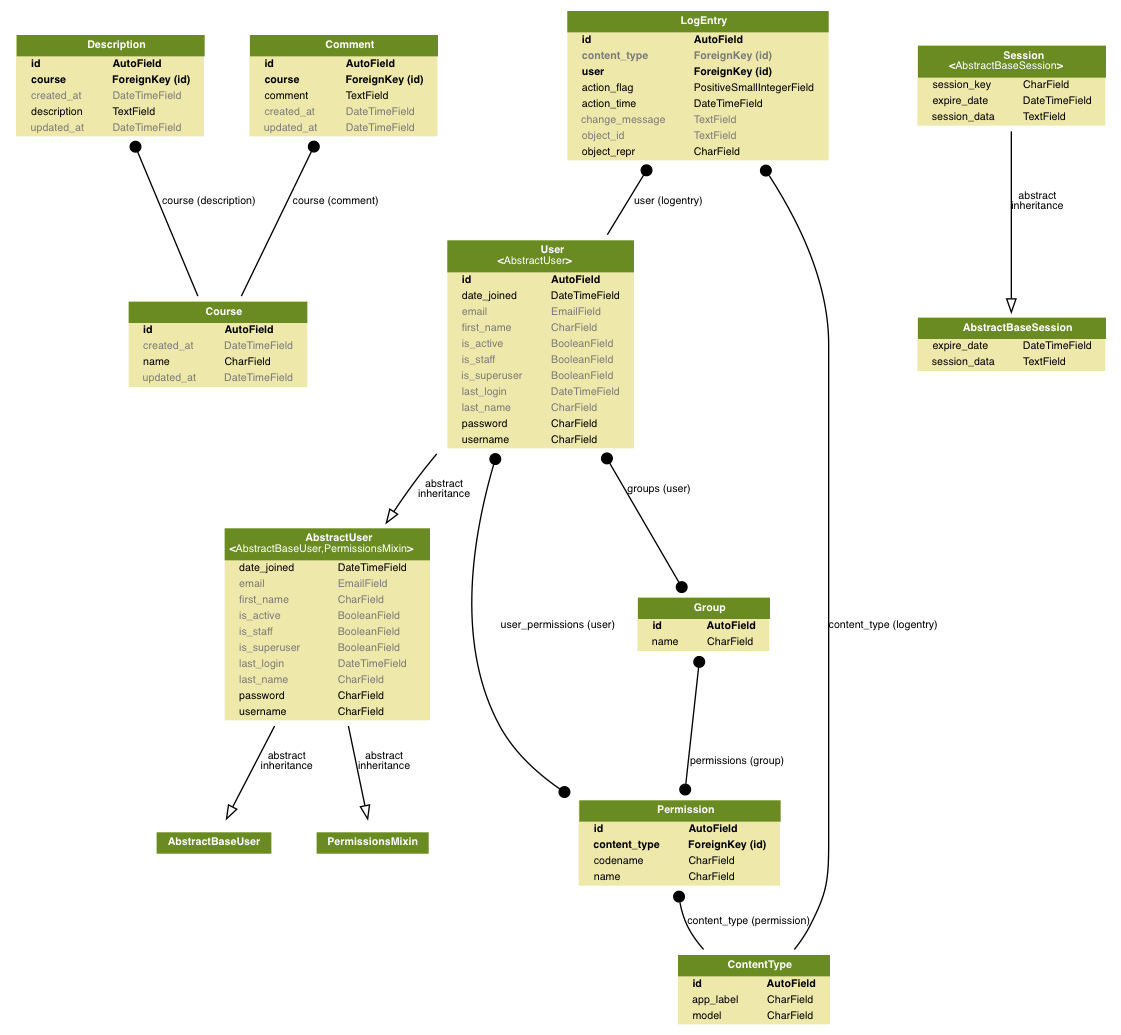 Description
id AutoField
course ForeignKey (id)
created_at DateTimeField
description TextField
updated_at DateTimeField
Comment
id AutoField
course ForeignKey (id)
comment TextField
created_at DateTimeField
updated_at DateTimeField
LogEntry
id AutoField
content_type ForeignKey (id)
user ForeignKey (id)
action_flag PositiveSmallIntegerField
action_time DateTimeField
change_message TextField
object_id TextField
object_repr CharField
Session
<AbstractBaseSession>
session_key CharField
expire_date DateTimeField
session_data TextField
course (description)
course (comment)
user (logentry)
abstract
inheritance
User
<AbstractUser>
id AutoField
date_joined DateTimeField
email EmailField
first_name CharField
is_active BooleanField
is_staff BooleanField
is_superuser BooleanField
last_login DateTimeField
last_name CharField
password CharField
username CharField
Course
id AutoField
created_at DateTimeField
name CharField
updated_at DateTimeField
AbstractBaseSession
expire_date DateTimeField
session_data TextField
abstract
inheritance
groups (user)
AbstractUser
<AbstractBaseUser,PermissionsMixin>
date_joined DateTimeField
email EmailField
first_name CharField
is_active BooleanField
is_staff BooleanField
is_superuser BooleanField
last_login DateTimeField
last_name CharField
password CharField
username CharField
user_permissions (user)
Group
id AutoField
name CharField
content_type (logentry)
abstract
inheritance
abstract
inheritance
permissions (group)
AbstractBaseUser
PermissionsMixin
Permission
id AutoField
content_type ForeignKey (id)
codename CharField
name CharField
content_type (permission)
ContentType
id AutoField
app_label CharField
model CharField